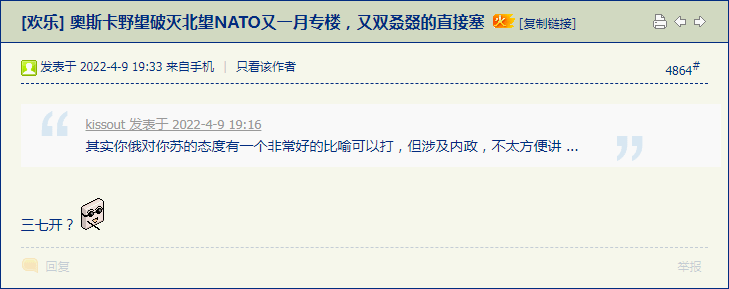 [欢乐] 奥斯卡野望破灭北望NATO又一月专楼，又双叒叕的直接塞 火 [复制链接]
发表于 2022-4-9 19:33 来自手机 | 只看该作者
4864#
kissout 发表于 2022-4-9 19:16
其实你俄对你苏的态度有一个非常好的比喻可以打，但涉及内政，不太方便讲 ...
三七开？
回复
举报